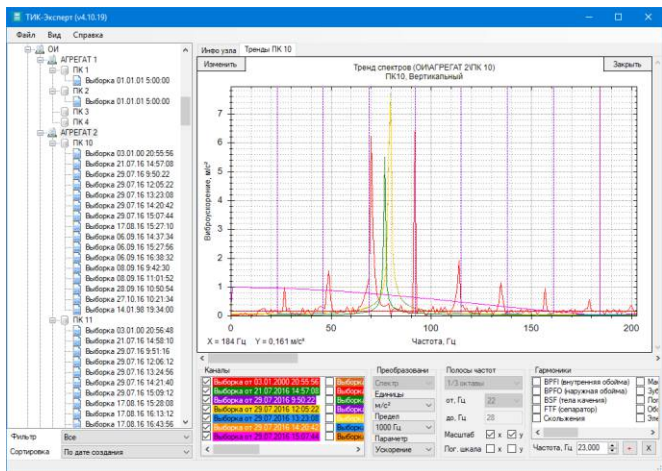 ТИК-Эксперт (v4.10.19)
Файл Вид Справка
ОИ
АГРЕГАТ 1
ПК 1
Выборка 01.01.01 5:00:00
ПК 2
Выборка 01.01.01 5:00:00
ПК 3
ПК 4
АГРЕГАТ 2
ПК 10
Выборка 03.01.00 20:55:56
Выборка 21.07.16 14:57:08
Выборка 29.07.16 9:50:22
Выборка 29.07.16 12:05:22
Выборка 29.07.16 13:23:08
Выборка 29.07.16 14:20:42
Выборка 29.07.16 15:07:44
Выборка 17.08.16 15:27:10
Выборка 06.09.16 14:37:34
Выборка 06.09.16 15:27:56
Выборка 06.09.16 16:38:32
Выборка 08.09.16 9:42:30
Выборка 08.09.16 11:01:52
Выборка 28.09.16 10:50:54
Выборка 27.10.16 10:21:34
Выборка 14.01.98 19:34:00
ПК 11
Выборка 03.01.00 20:56:48
Выборка 21.07.16 14:58:10
Выборка 29.07.16 9:51:16
Выборка 29.07.16 12:06:12
Выборка 29.07.16 13:24:56
Выборка 29.07.16 14:21:40
Выборка 29.07.16 15:09:12
Выборка 17.08.16 15:28:08
Выборка 17.08.16 16:13:12
Выборка 17.08.16 16:43:56
Фильтр Все
Сортировка По дате создания
Инфо узла Тренды ПК 10
Изменить
Тренд спектров (ОИ\АГРЕГАТ 2\ПК 10)
ПК10, Вертикальный
Закрыть
Виброускорение, м/с²
7
6
5
4
3
2
1
0
0 50 100 150 200
X = 184 Гц Y = 0,161 м/с²
Частота, Гц
Каналы
Выборка от 03.01.2000 20:55:56
Выборка от 21.07.2016 14:57:08
Выборка от 29.07.2016 9:50:22
Выборка от 29.07.2016 12:05:22
Выборка от 29.07.2016 13:23:08
Выборка от 29.07.2016 14:20:42
Выборка от 29.07.2016 15:07:44
Преобразовани
Спектр
Единицы
м/с²
Предел
1000 Гц
Параметр
Ускорение
Полосы частот
1/3 октавы
от, Гц 22
до, Гц 28
Масштаб x y
Лог. шкала x y
Гармоники
BPFI (внутренняя обойма)
BPFO (наружная обойма)
BSF (тела качения)
FTF (сепаратор)
Скольжения
Частота, Гц 23,000 + X